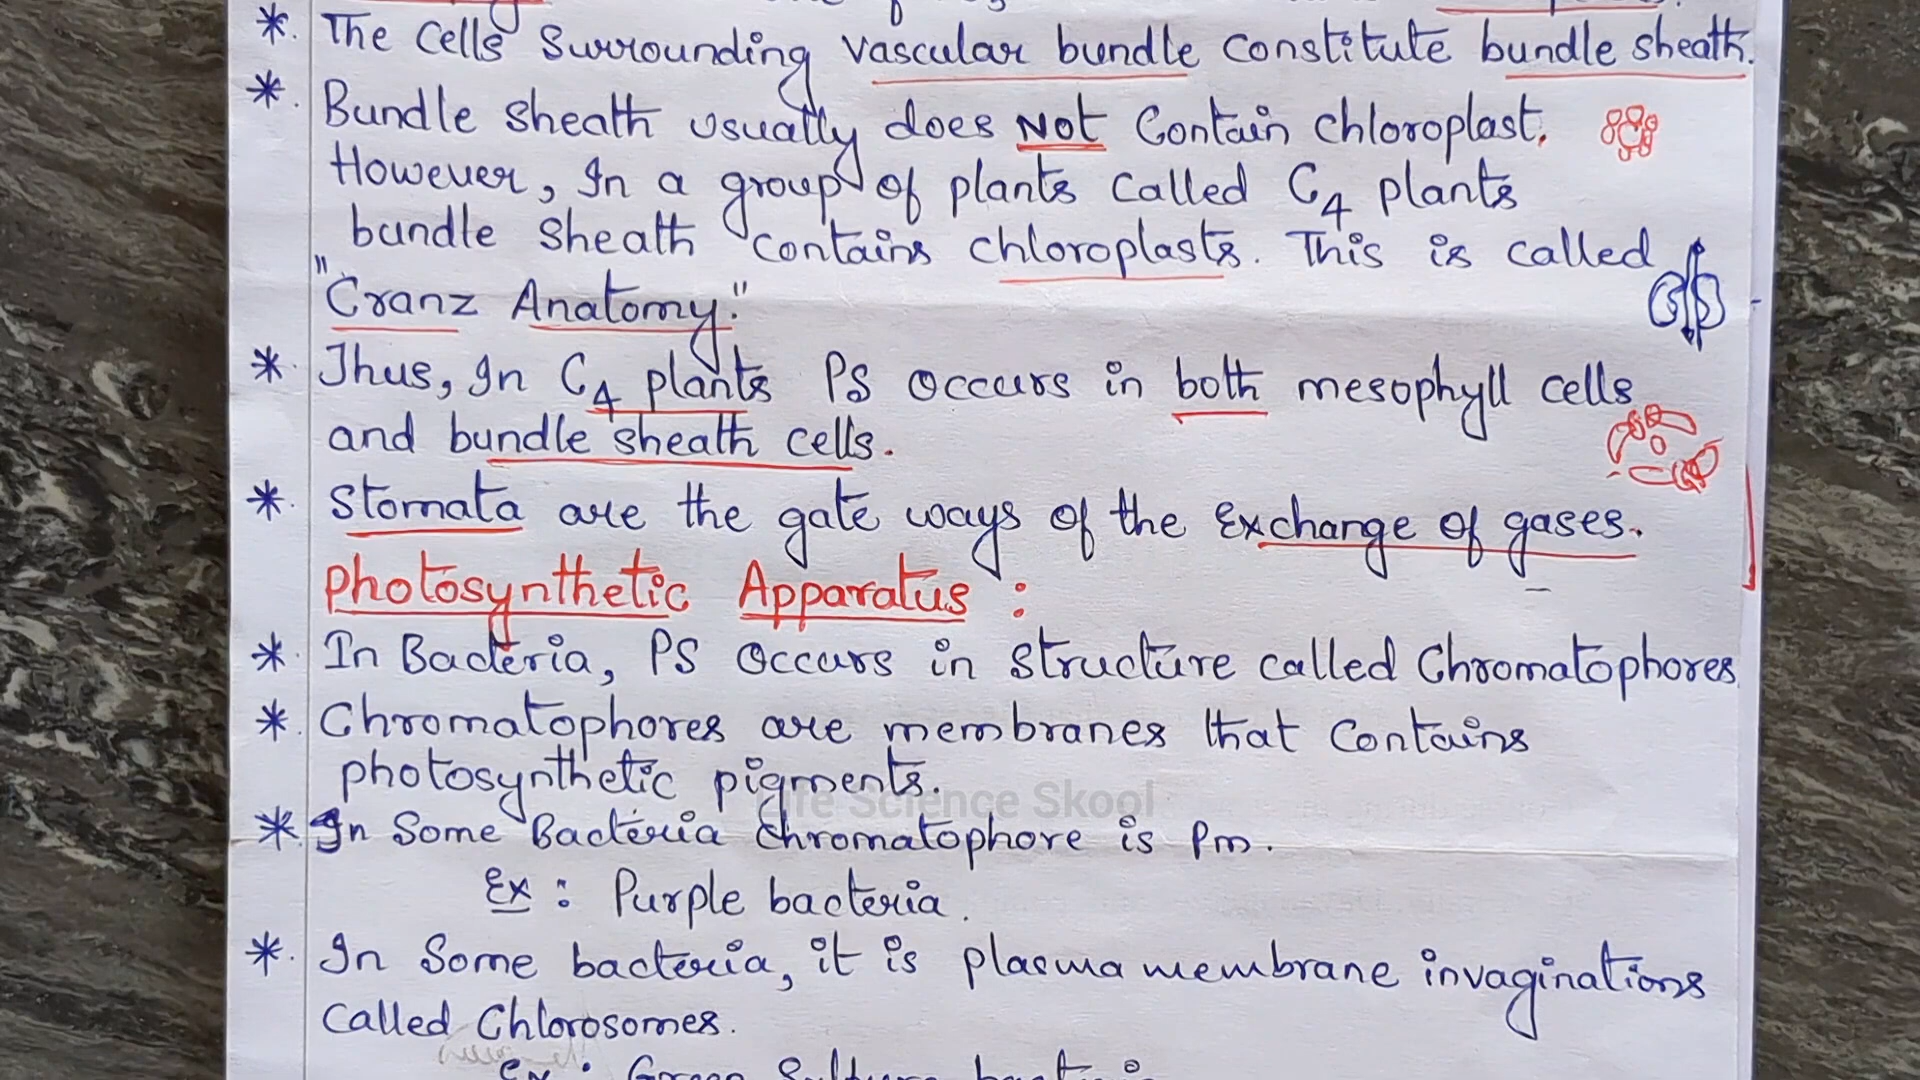 *. The Cells Surrounding vascular bundle constitute bundle sheath.
*. Bundle sheath usually does NOT Contain chloroplast.
However, In a group of plants called C4 plants
bundle Sheath contains chloroplasts. This is called
"Cranz Anatomy."
*. Thus, In C4 plants PS occurs in both mesophyll cells
and bundle sheath cells.
*. Stomata are the gate ways of the Exchange of gases.
Photosynthetic Apparatus :
*. In Bacteria, PS Occurs in structure called Chromatophores
*. Chromatophores are membranes that Contains
photosynthetic pigments.
Life Science Skool
*. In Some Bacteria chromatophore is Pm.
Ex : Purple bacteria.
*. In Some bacteria, it is plasma membrane invaginations
called Chlorosomes.
Ex : Green Sulfur bacteria